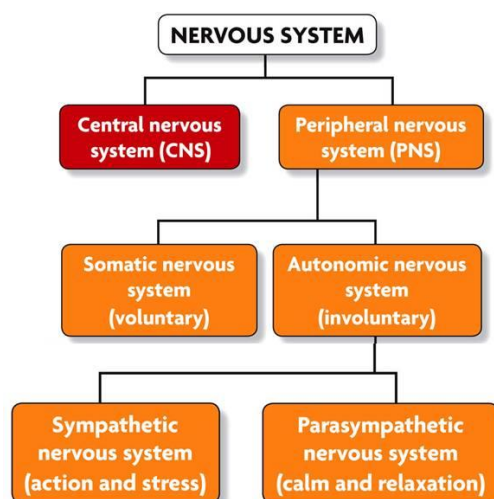 NERVOUS SYSTEM
Central nervous
system (CNS)
Peripheral nervous
system (PNS)
Somatic nervous
system
(voluntary)
Autonomic nervous
system
(involuntary)
Sympathetic
nervous system
(action and stress)
Parasympathetic
nervous system
(calm and relaxation)